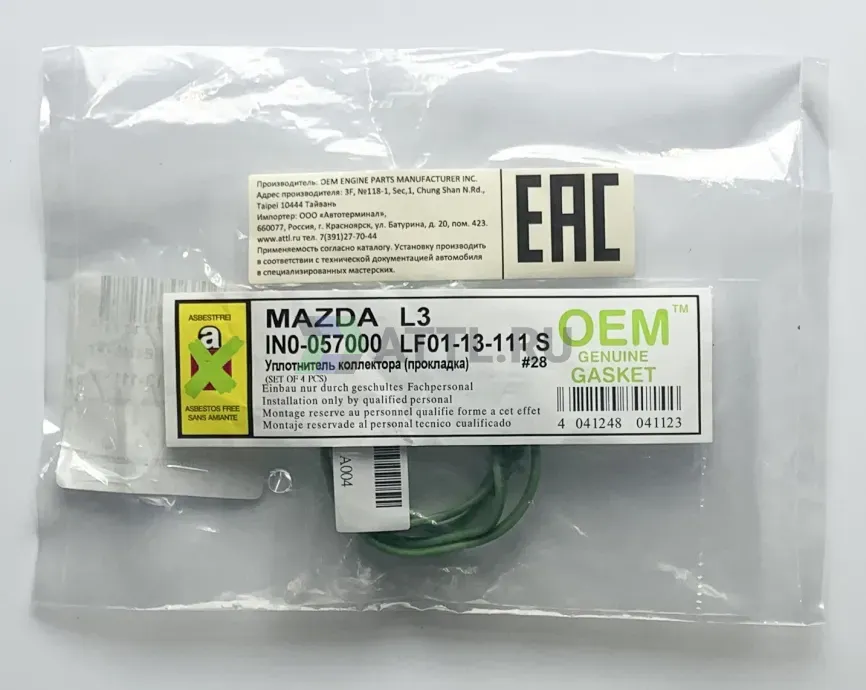 Производитель: OEM ENGINE PARTS MANUFACTURER INC.
Адрес производителя: 3F, №118-1, Sec,1, Chung Shan N.Rd.,
Taipei 10444 Тайвань
Импортер: ООО «Автотерминал»,
660077, Россия, г. Красноярск, ул. Батурина, д. 20, пом. 423.
www.attl.ru тел. 7(391)27-70-44
Применяемость согласно каталогу. Установку производить
в соответствии с технической документацией автомобиля
в специализированных мастерских.
EAC
ASBESTFREI
a
ASBESTOS FREE
SANS AMIANTE
MAZDA L3
IN0-057000 LF01-13-111 S
Уплотнитель коллектора (прокладка) #28
(SET OF 4 PCS)
Einbau nur durch geschultes Fachpersonal
Installation only by qualified personal
Montage reserve au personnel qualifie forme a cet effet
Montaje reservade al personal tecnico cualificado
OEM™
GENUINE
GASKET
4 041248 041123
ATTL.RU
A004